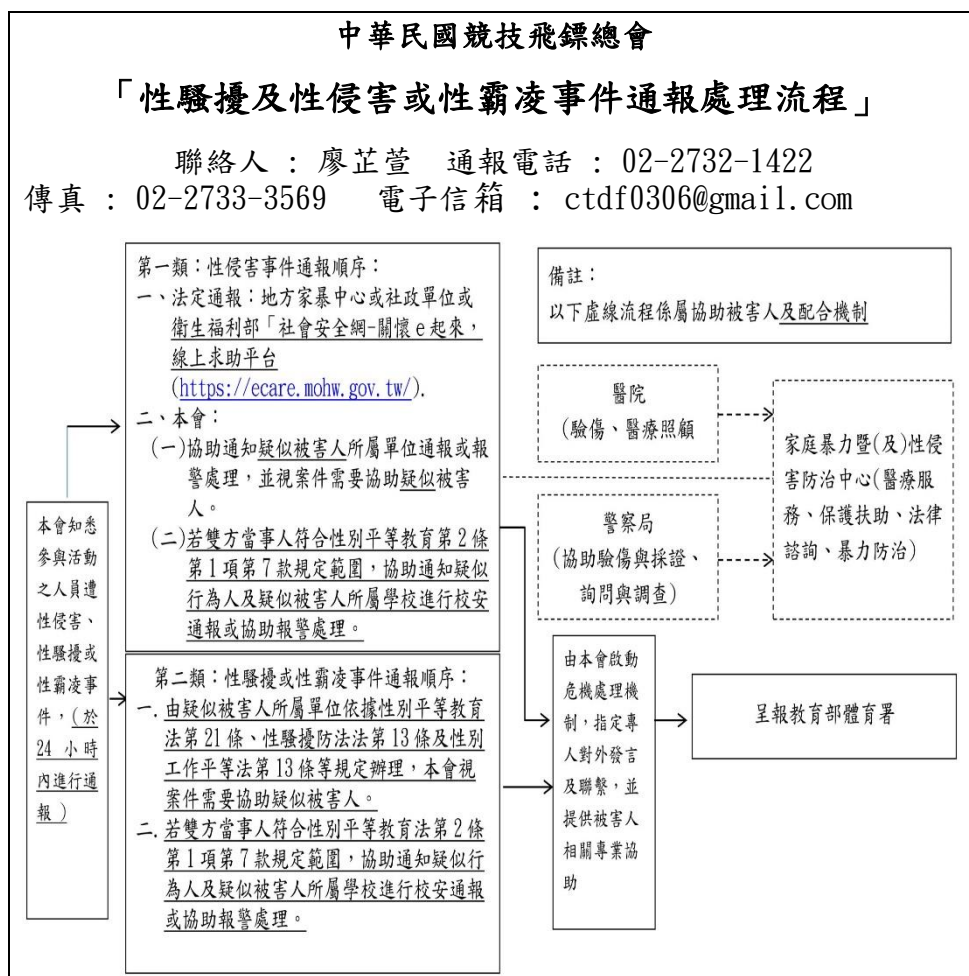 中華民國競技飛鏢總會
「性騷擾及性侵害或性霸凌事件通報處理流程」
聯絡人 : 廖芷萱 通報電話 : 02-2732-1422
傳真 : 02-2733-3569 電子信箱 : ctdf0306@gmail.com
本會知悉
參與活動
之人員遭
性侵害、
性騷擾或
性霸凌事
件，(於
24 小時
內進行通
報)
第一類：性侵害事件通報順序：
一、法定通報：地方家暴中心或社政單位或
衛生福利部「社會安全網-關懷 e 起來，
線上求助平台
(https://ecare.mohw.gov.tw/).
二、本會：
(一)協助通知疑似被害人所屬單位通報或報
警處理，並視案件需要協助疑似被害
人。
(二)若雙方當事人符合性別平等教育第 2 條
第 1 項第 7 款規定範圍，協助通知疑似
行為人及疑似被害人所屬學校進行校安
通報或協助報警處理。
第二類：性騷擾或性霸凌事件通報順序：
一. 由疑似被害人所屬單位依據性別平等教育
法第 21 條、性騷擾防法法第 13 條及性別
工作平等法第 13 條等規定辦理，本會視
案件需要協助疑似被害人。
二. 若雙方當事人符合性別平等教育法第 2 條
第 1 項第 7 款規定範圍，協助通知疑似行
為人及疑似被害人所屬學校進行校安通報
或協助報警處理。
備註：
以下虛線流程係屬協助被害人及配合機制
醫院
(驗傷、醫療照顧
警察局
(協助驗傷與採證、
詢問與調查)
家庭暴力暨(及)性侵
害防治中心(醫療服
務、保護扶助、法律
諮詢、暴力防治)
由本會啟動
危機處理機
制，指定專
人對外發言
及聯繫，並
提供被害人
相關專業協
助
呈報教育部體育署